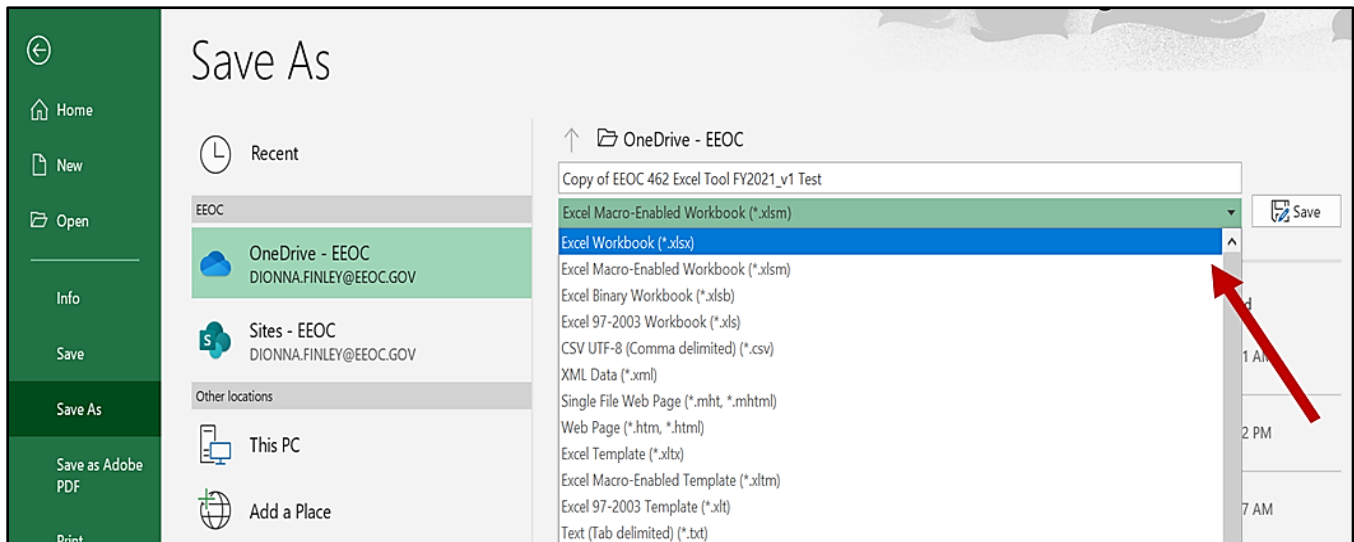 Save As
Home
New
Open
Info
Save
Save As
Save as Adobe
PDF
Print
Recent
EEOC
OneDrive - EEOC
DIONNA.FINLEY@EEOC.GOV
Sites - EEOC
DIONNA.FINLEY@EEOC.GOV
Other locations
This PC
Add a Place
OneDrive - EEOC
Copy of EEOC 462 Excel Tool FY2021_v1 Test
Excel Macro-Enabled Workbook (*.xlsm)
Save
Excel Workbook (*.xlsx)
Excel Macro-Enabled Workbook (*.xlsm)
Excel Binary Workbook (*.xlsb)
Excel 97-2003 Workbook (*.xls)
CSV UTF-8 (Comma delimited) (*.csv)
XML Data (*.xml)
Single File Web Page (*.mht, *.mhtml)
Web Page (*.htm, *.html)
Excel Template (*.xltx)
Excel Macro-Enabled Template (*.xltm)
Excel 97-2003 Template (*.xlt)
Text (Tab delimited) (*.txt)
2 PM
7 AM